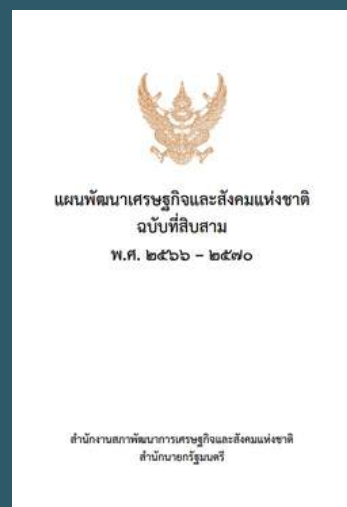 แผนพัฒนาเศรษฐกิจและสังคมแห่งชาติ
ฉบับที่สิบสาม
พ.ศ. ๒๕๖๖ – ๒๕๗๐
สำนักงานสภาพัฒนาการเศรษฐกิจและสังคมแห่งชาติ
สำนักนายกรัฐมนตรี